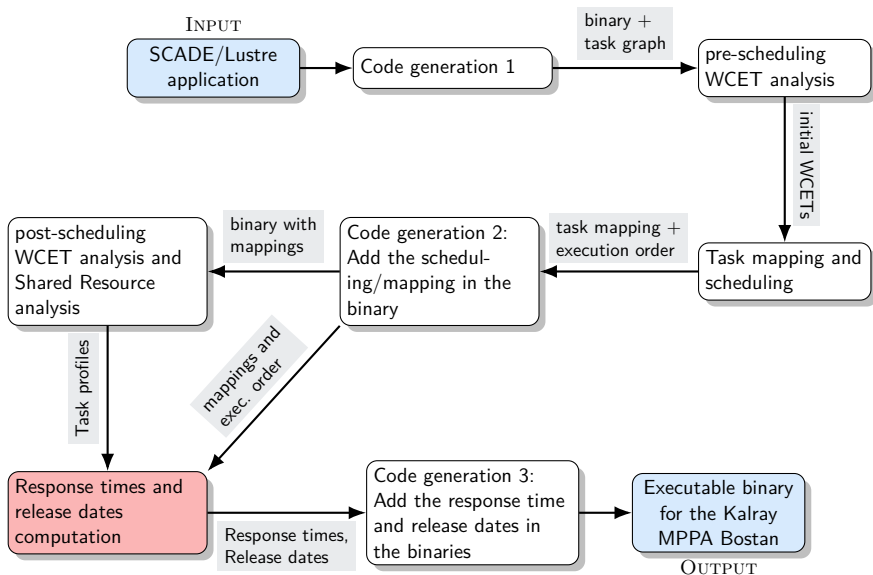 INPUT
SCADE/Lustre
application
Code generation 1
binary +
task graph
pre-scheduling
WCET analysis
initial WCETs
Task mapping and
scheduling
task mapping +
execution order
Code generation 2:
Add the schedul-
ing/mapping in the
binary
binary with
mappings
post-scheduling
WCET analysis and
Shared Resource
analysis
Task profiles
mappings and
exec. order
Response times and
release dates
computation
Response times,
Release dates
Code generation 3:
Add the response time
and release dates in
the binaries
Executable binary
for the Kalray
MPPA Bostan
OUTPUT